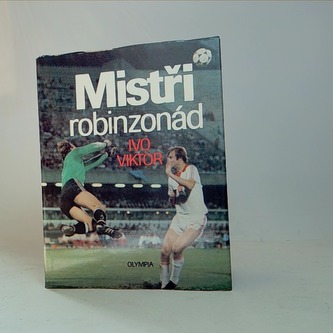 Mistři
robinzonád
IVO
VIKTOR
OLYMPIA